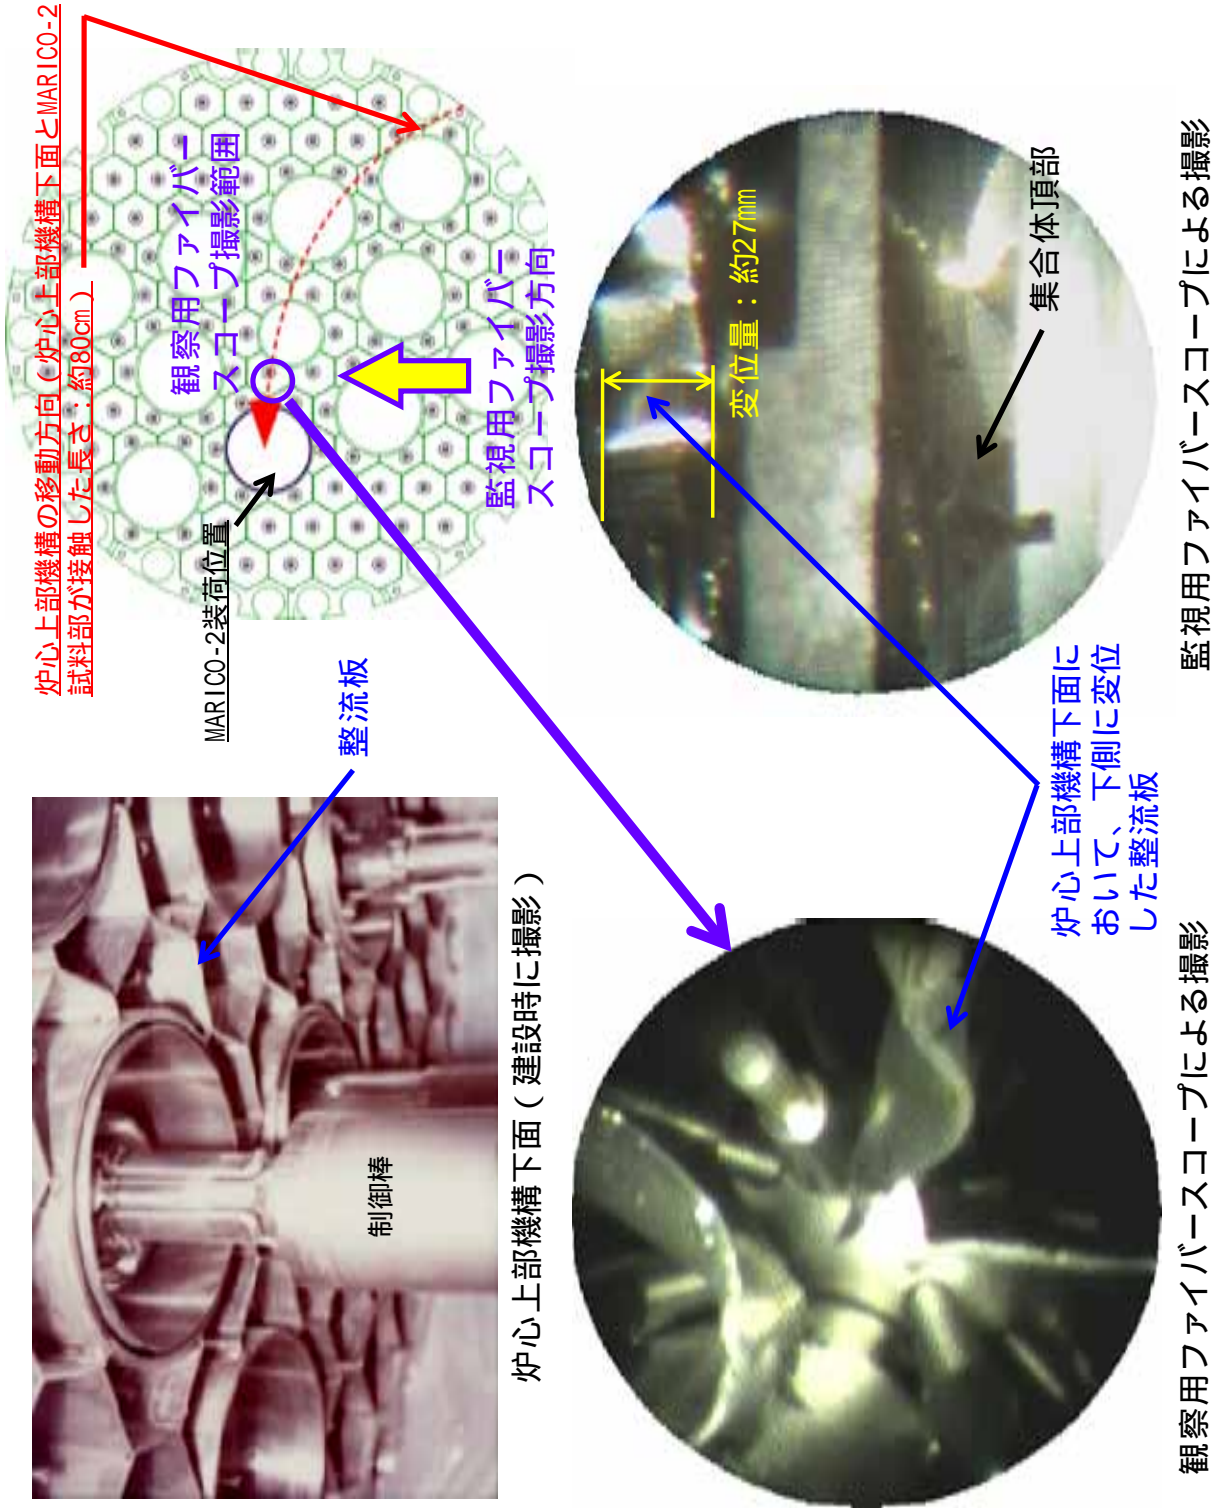 炉心上部機構の移動方向（炉心上部機構下面とMARICO-2
試料部が接触した長さ：約80cm）
MARICO-2装荷位置
観察用ファイバー
スコープ撮影範囲
監視用ファイバー
スコープ撮影方向
整流板
制御棒
炉心上部機構下面（建設時に撮影）
変位量：約27mm
集合体頂部
炉心上部機構下面に
おいて、下側に変位
した整流板
観察用ファイバースコープによる撮影
監視用ファイバースコープによる撮影